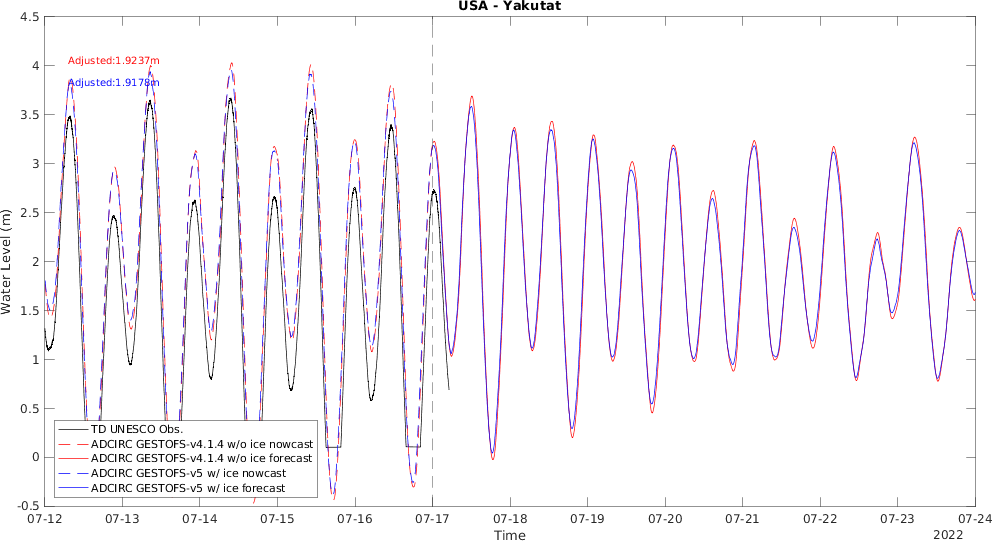 USA - Yakutat
4.5
4
3.5
3
2.5
2
1.5
1
0.5
0
-0.5
Water Level (m)
Adjusted:1.9237m
Adjusted:1.9178m
TD UNESCO Obs.
ADCIRC GESTOFS-v4.1.4 w/o ice nowcast
ADCIRC GESTOFS-v4.1.4 w/o ice forecast
ADCIRC GESTOFS-v5 w/ ice nowcast
ADCIRC GESTOFS-v5 w/ ice forecast
07-12 07-13 07-14 07-15 07-16 07-17 07-18 07-19 07-20 07-21 07-22 07-23 07-24
Time
2022